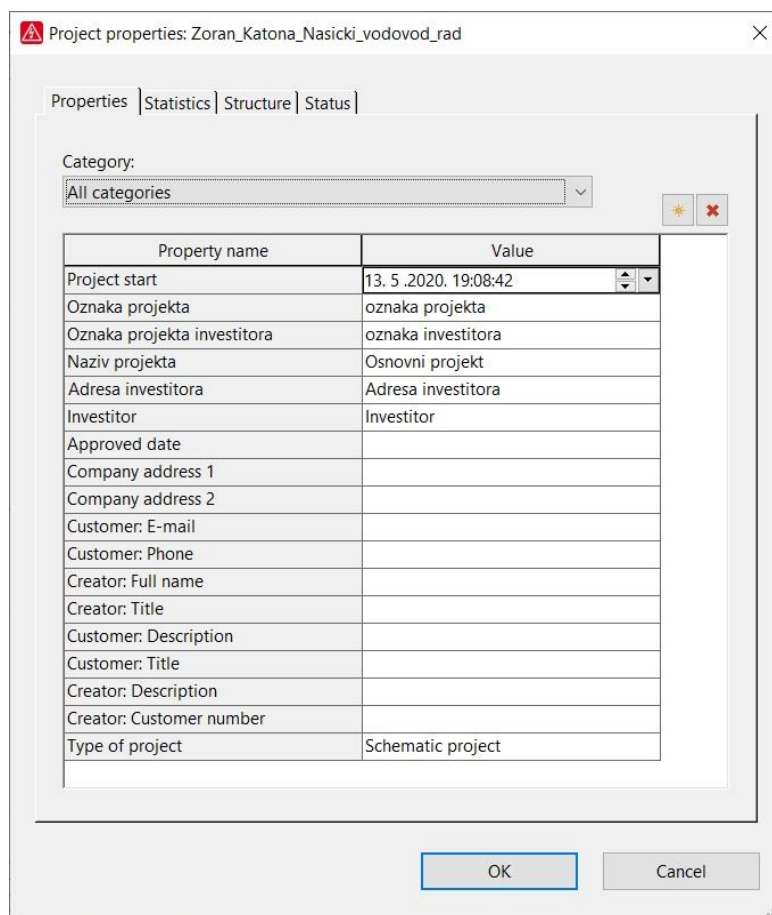 Project properties: Zoran_Katona_Nasicki_vodovod_rad
Properties Statistics Structure Status
Category:
All categories
Property name Value
Project start 13. 5 .2020. 19:08:42
Oznaka projekta oznaka projekta
Oznaka projekta investitora oznaka investitora
Naziv projekta Osnovni projekt
Adresa investitora Adresa investitora
Investitor Investitor
Approved date
Company address 1
Company address 2
Customer: E-mail
Customer: Phone
Creator: Full name
Creator: Title
Customer: Description
Customer: Title
Creator: Description
Creator: Customer number
Type of project Schematic project
OK Cancel